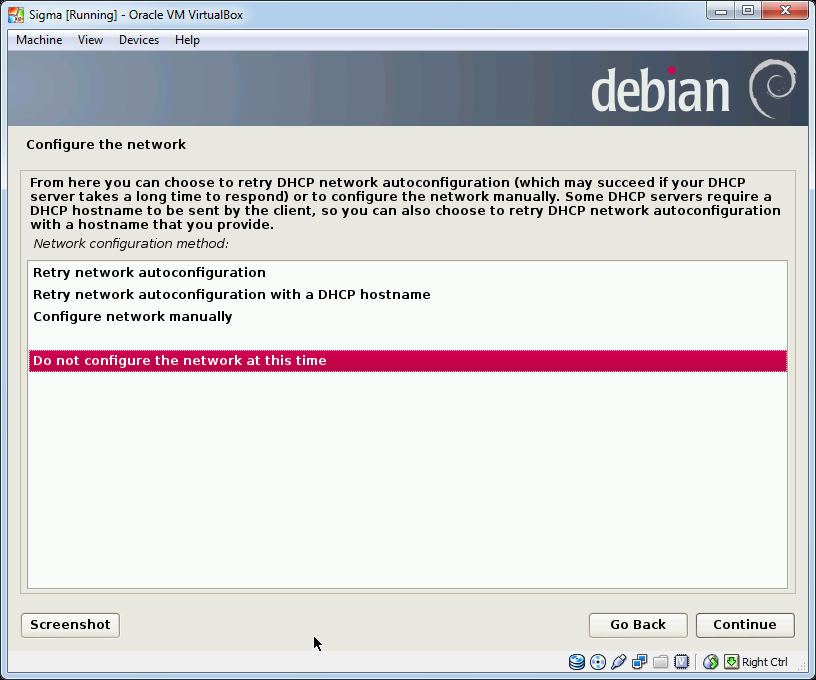 Sigma [Running] - Oracle VM VirtualBox
Machine View Devices Help
debian
Configure the network
From here you can choose to retry DHCP network autoconfiguration (which may succeed if your DHCP
server takes a long time to respond) or to configure the network manually. Some DHCP servers require a
DHCP hostname to be sent by the client, so you can also choose to retry DHCP network autoconfiguration
with a hostname that you provide.
Network configuration method:
Retry network autoconfiguration
Retry network autoconfiguration with a DHCP hostname
Configure network manually
Do not configure the network at this time
Screenshot Go Back Continue
Right Ctrl